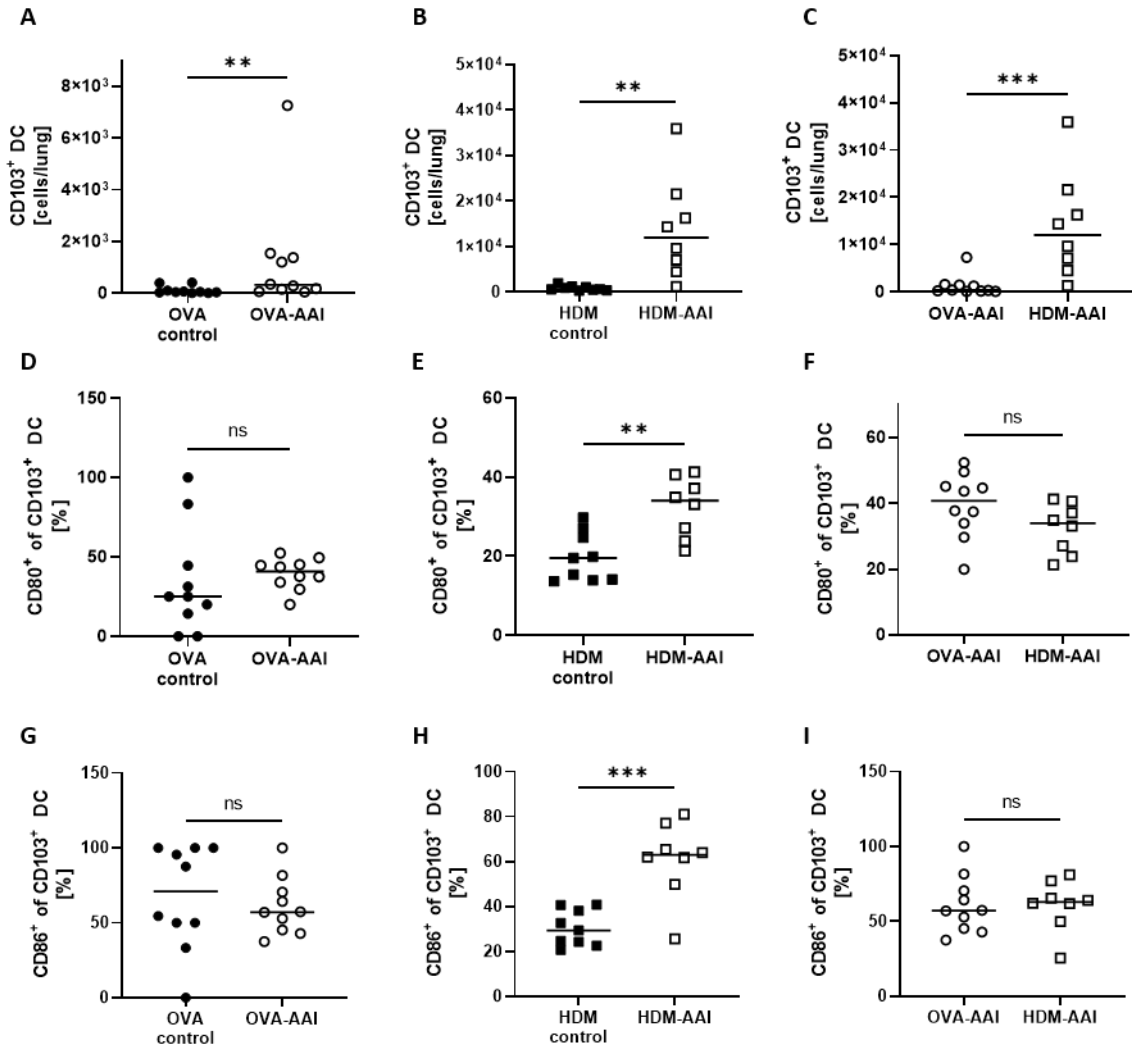 A
CD103⁺ DC
[cells/lung]
8×10³
6×10³
4×10³
2×10³
0
**
OVA
control
OVA-AAI
B
CD103⁺ DC
[cells/lung]
5×10⁴
4×10⁴
3×10⁴
2×10⁴
1×10⁴
0
**
HDM
control
HDM-AAI
C
CD103⁺ DC
[cells/lung]
5×10⁴
4×10⁴
3×10⁴
2×10⁴
1×10⁴
0
***
OVA-AAI
HDM-AAI
D
CD80⁺ of CD103⁺ DC
[%]
150
100
50
0
ns
OVA
control
OVA-AAI
E
CD80⁺ of CD103⁺ DC
[%]
60
40
20
0
**
HDM
control
HDM-AAI
F
CD80⁺ of CD103⁺ DC
[%]
60
40
20
0
ns
OVA-AAI
HDM-AAI
G
CD86⁺ of CD103⁺ DC
[%]
150
100
50
0
ns
OVA
control
OVA-AAI
H
CD86⁺ of CD103⁺ DC
[%]
100
80
60
40
20
0
***
HDM
control
HDM-AAI
I
CD86⁺ of CD103⁺ DC
[%]
150
100
50
0
ns
OVA-AAI
HDM-AAI